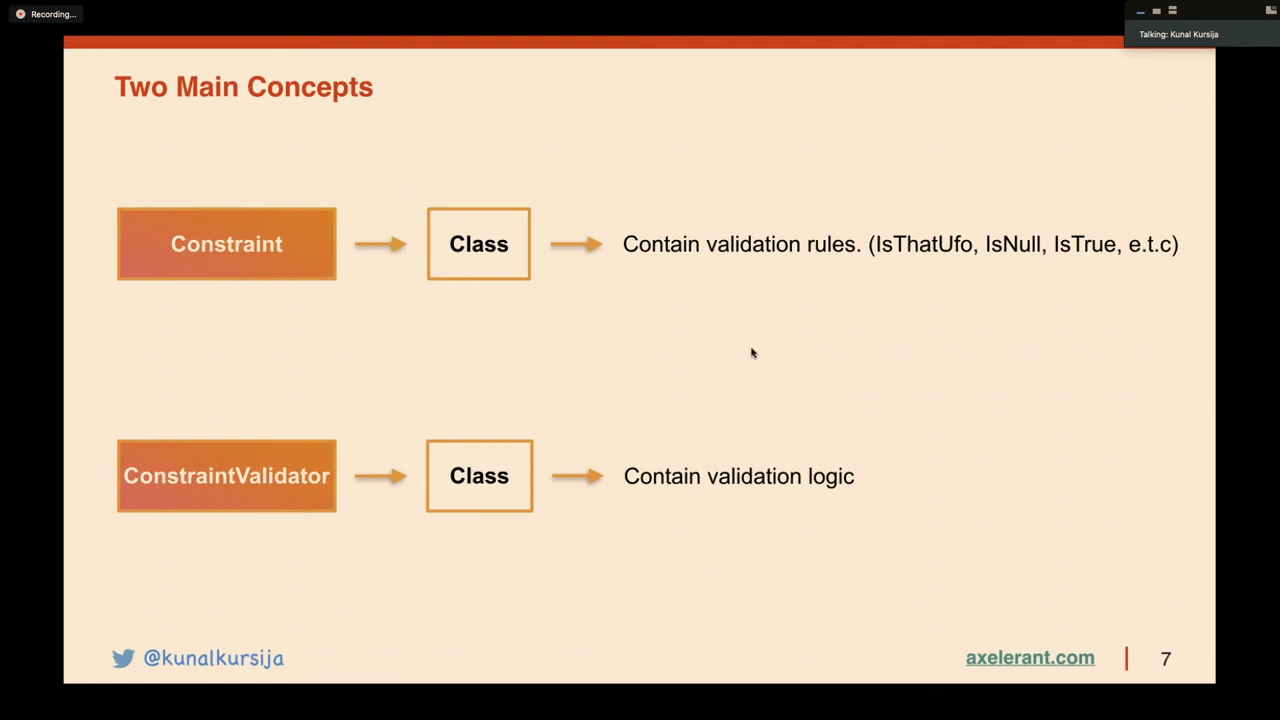 Recording...
Talking: Kunal Kursija
Two Main Concepts
Constraint
Class
Contain validation rules. (IsThatUfo, IsNull, IsTrue, e.t.c)
ConstraintValidator
Class
Contain validation logic
@kunalkursija
axelerant.com
7